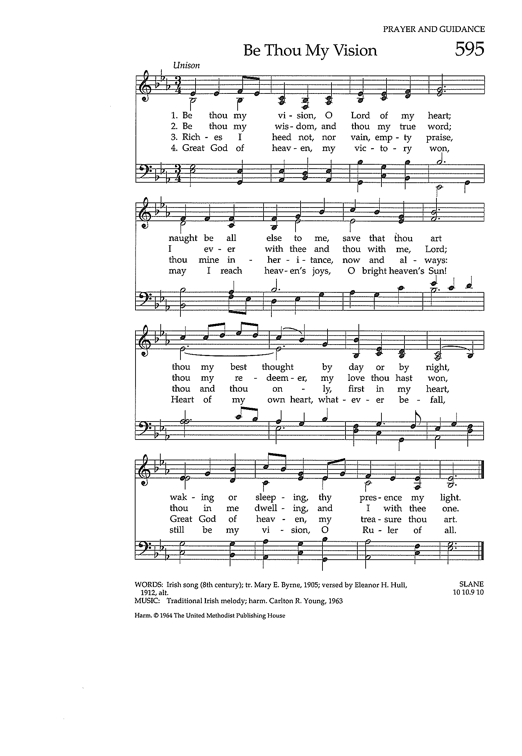 PRAYER AND GUIDANCE
Be Thou My Vision 595
Unison
1. Be thou my vi - sion, O Lord of my heart;
2. Be thou my wis - dom, and thou my true word;
3. Rich - es I heed not, nor vain, emp - ty praise,
4. Great God of heav - en, my vic - to - ry won,
naught be all else to me, save that thou art
I ev - er with thee and thou with me, Lord;
thou mine in - her - i - tance, now and al - ways:
may I reach heav - en's joys, O bright heaven's Sun!
thou my best thought by day or by night,
thou my re - deem - er, my love thou hast won,
thou and thou on - ly, first in my heart,
Heart of my own heart, what - ev - er be - fall,
wak - ing or sleep - ing, thy pres - ence my light.
thou in me dwell - ing, and I with thee one.
Great God of heav - en, my trea - sure thou art.
still be my vi - sion, O Ru - ler of all.
WORDS: Irish song (8th century); tr. Mary E. Byrne, 1905; versed by Eleanor H. Hull, SLANE
1912, alt. 10 10.9 10
MUSIC: Traditional Irish melody; harm. Carlton R. Young, 1963
Harm. © 1964 The United Methodist Publishing House